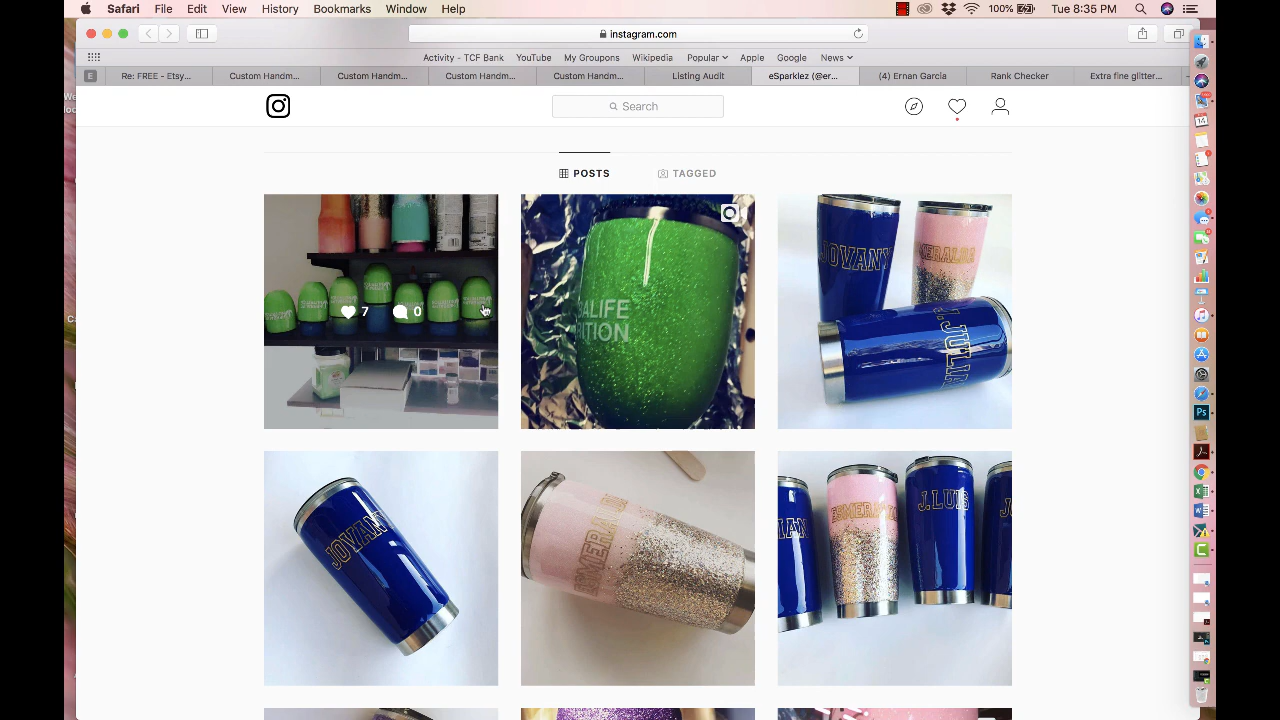 Safari File Edit View History Bookmarks Window Help 100% Tue 8:35 PM
instagram.com
Activity - TCF Bank YouTube My Groupons Wikipedia Popular Apple Google News
E Re: FREE - Etsy... Custom Handm... Custom Handm... Custom Handm... Custom Handm... Listing Audit eSparklez (@er... (4) Ernan Garcia Rank Checker Extra fine glitter...
Search
POSTS TAGGED
7 0
JOVANY
J. JULIA
JOVAN
J.LUIS